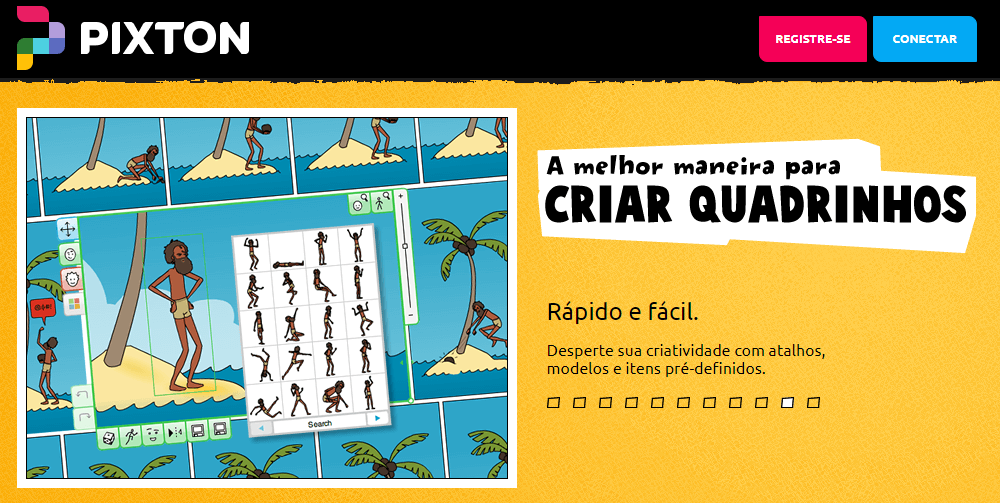 PIXTON
REGISTRE-SE
CONECTAR
A melhor maneira para
CRIAR QUADRINHOS
Rápido e fácil.
Desperte sua criatividade com atalhos,
modelos e itens pré-definidos.
@$#!
Search